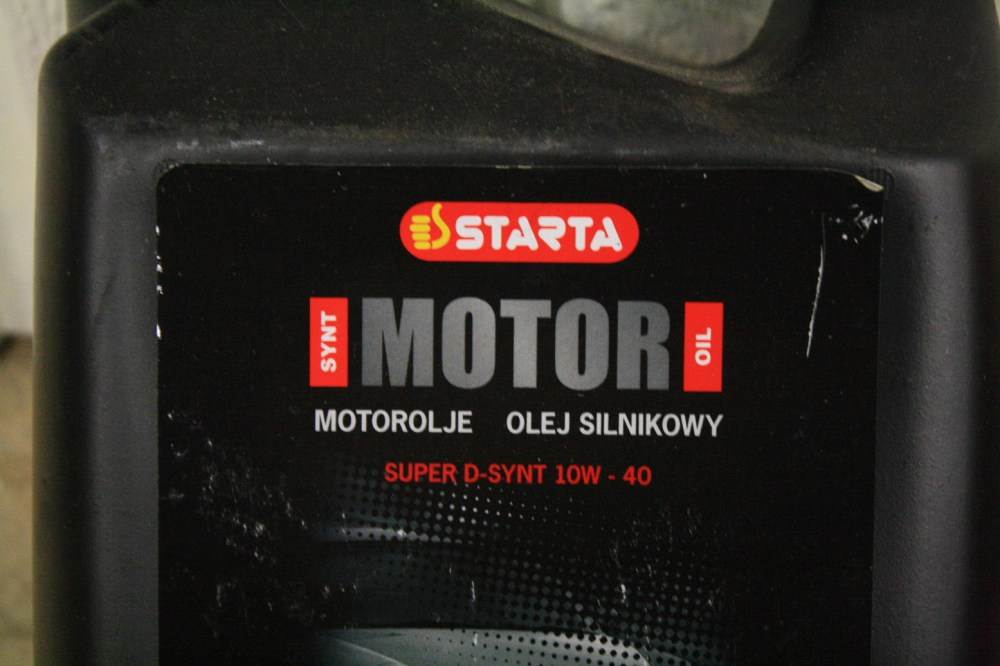 STARTA
SYNT MOTOR OIL
MOTOROLJE OLEJ SILNIKOWY
SUPER D-SYNT 10W - 40